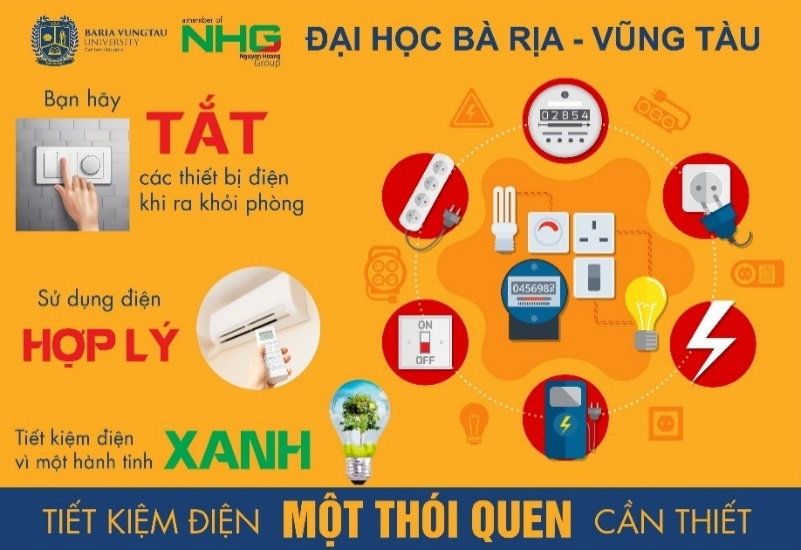 BARIA VUNGTAU
UNIVERSITY
a member of
NHG
Nguyen Hoang
Group
ĐẠI HỌC BÀ RỊA - VŨNG TÀU
Bạn hãy
TẮT
các thiết bị điện
khi ra khỏi phòng
Sử dụng điện
HỢP LÝ
Tiết kiệm điện
vì một hành tinh XANH
02854
0456982
ON
OFF
TIẾT KIỆM ĐIỆN MỘT THÓI QUEN CẦN THIẾT